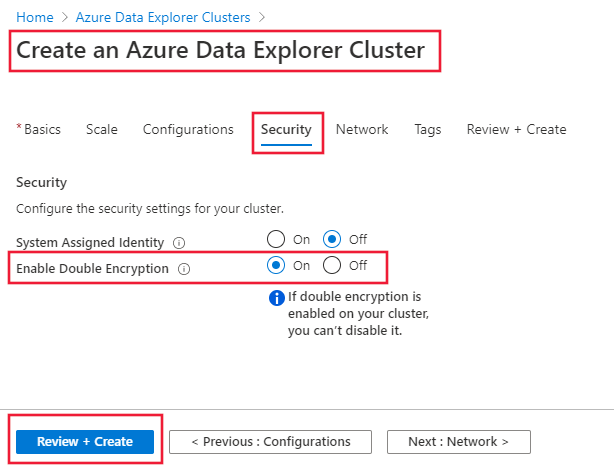 Home > Azure Data Explorer Clusters >
Create an Azure Data Explorer Cluster
* Basics Scale Configurations Security Network Tags Review + Create
Security
Configure the security settings for your cluster.
System Assigned Identity On Off
Enable Double Encryption On Off
If double encryption is
enabled on your cluster,
you can't disable it.
Review + Create < Previous : Configurations Next : Network >